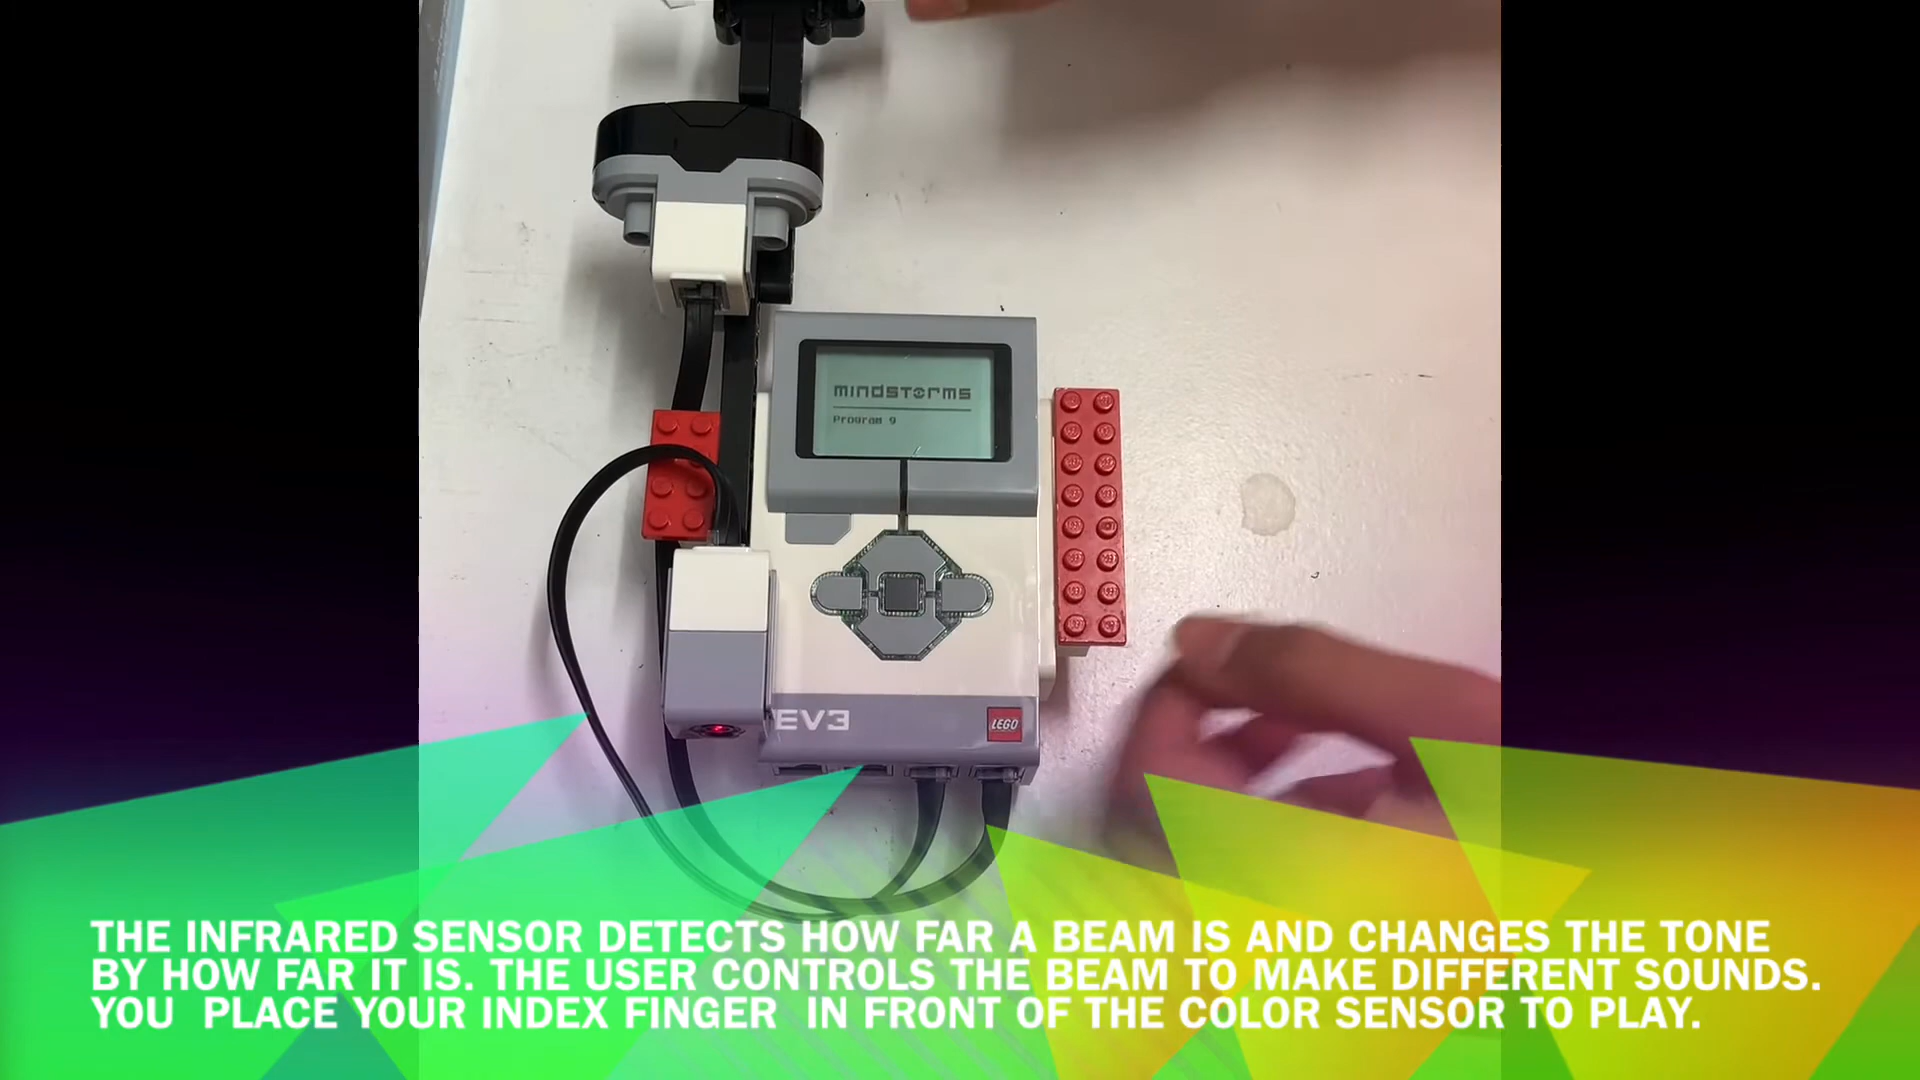 mindstorms
Program 9
EV3
LEGO
THE INFRARED SENSOR DETECTS HOW FAR A BEAM IS AND CHANGES THE TONE
BY HOW FAR IT IS. THE USER CONTROLS THE BEAM TO MAKE DIFFERENT SOUNDS.
YOU PLACE YOUR INDEX FINGER IN FRONT OF THE COLOR SENSOR TO PLAY.